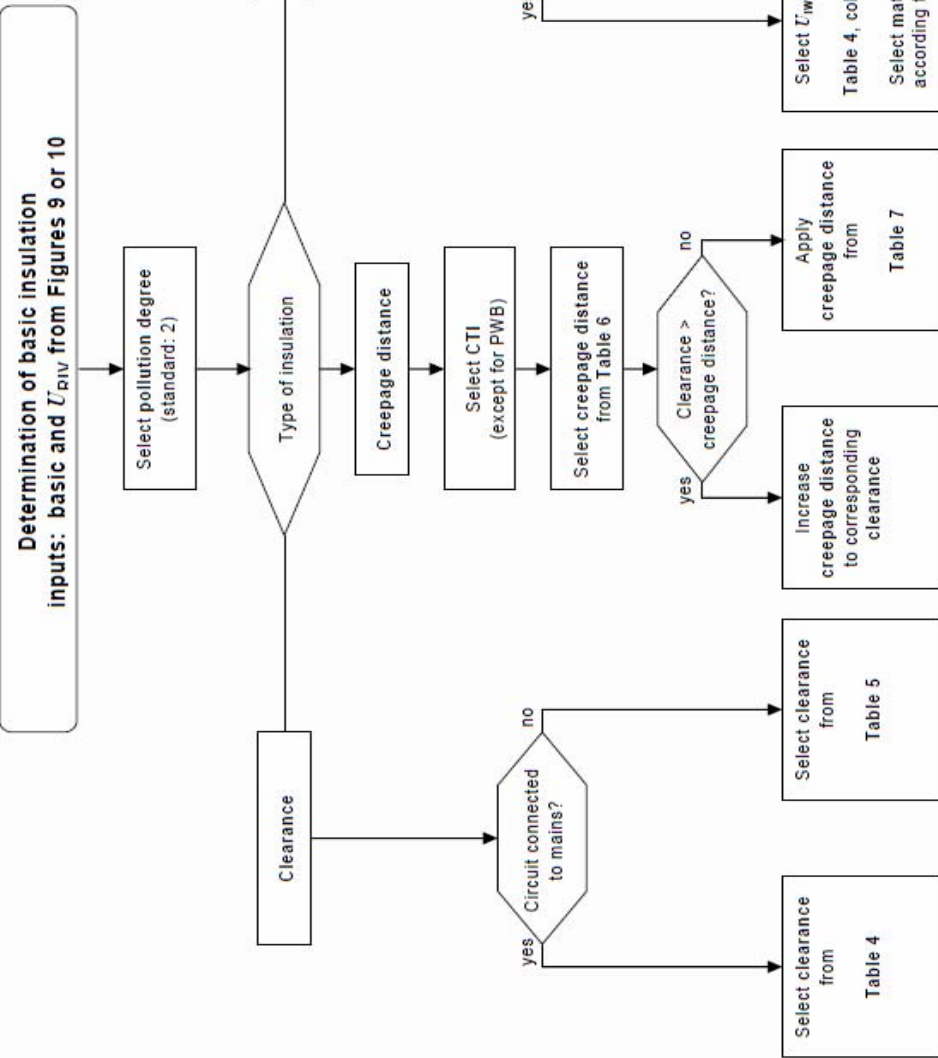 Determination of basic insulation
inputs: basic and U_RIV from Figures 9 or 10
Select pollution degree
(standard: 2)
Type of insulation
Clearance
Circuit connected
to mains?
yes
no
Select clearance
from
Table 4
Select clearance
from
Table 5
Creepage distance
Select CTI
(except for PWB)
Select creepage distance
from Table 6
Clearance >
creepage distance?
yes
no
Increase
creepage distance
to corresponding
clearance
Apply
creepage distance
from
Table 7
Select U_IW
Table 4,
Select
according